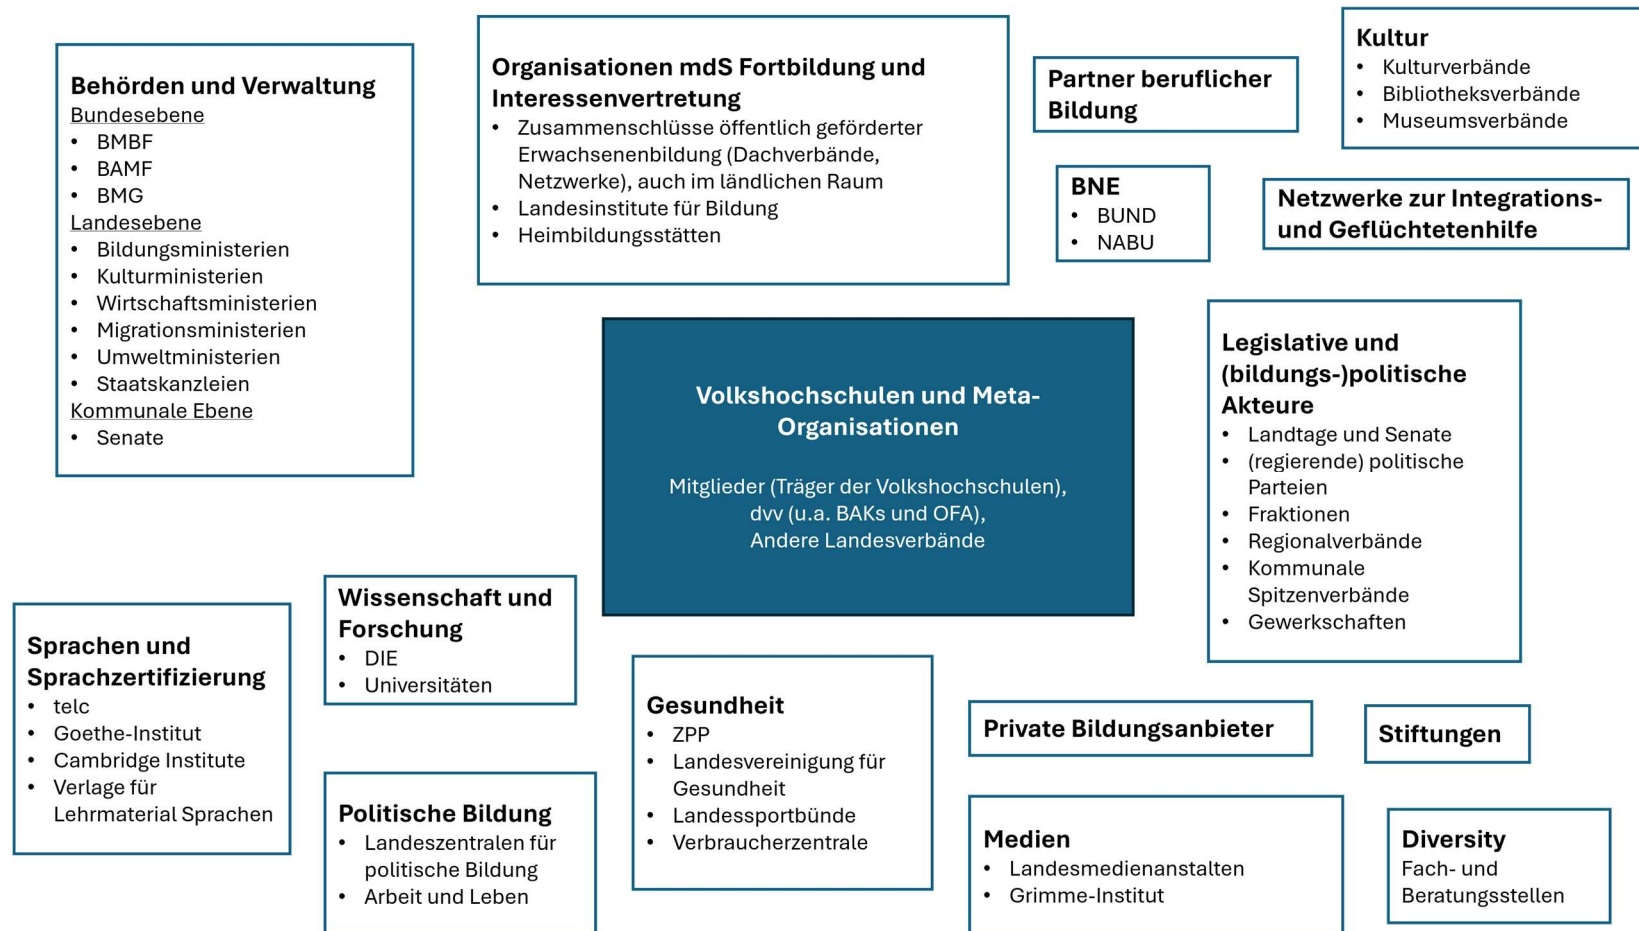 Behörden und Verwaltung
Bundesebene
• BMBF
• BAMF
• BMG
Landesebene
• Bildungsministerien
• Kulturministerien
• Wirtschaftsministerien
• Migrationsministerien
• Umweltministerien
• Staatskanzleien
Kommunale Ebene
• Senate
Organisationen mdS Fortbildung und
Interessenvertretung
• Zusammenschlüsse öffentlich geförderter
Erwachsenenbildung (Dachverbände,
Netzwerke), auch im ländlichen Raum
• Landesinstitute für Bildung
• Heimbildungsstätten
Partner beruflicher
Bildung
Kultur
• Kulturverbände
• Bibliotheksverbände
• Museumsverbände
BNE
• BUND
• NABU
Netzwerke zur Integrations-
und Geflüchtetenhilfe
Volkshochschulen und Meta-
Organisationen
Mitglieder (Träger der Volkshochschulen),
dvv (u.a. BAKs und OFA),
Andere Landesverbände
Legislative und
(bildungs-)politische
Akteure
• Landtage und Senate
• (regierende) politische
Parteien
• Fraktionen
• Regionalverbände
• Kommunale
Spitzenverbände
• Gewerkschaften
Sprachen und
Sprachzertifizierung
• telc
• Goethe-Institut
• Cambridge Institute
• Verlage für
Lehrmaterial Sprachen
Wissenschaft und
Forschung
• DIE
• Universitäten
Politische Bildung
• Landeszentralen für
politische Bildung
• Arbeit und Leben
Gesundheit
• ZPP
• Landesvereinigung für
Gesundheit
• Landessportbünde
• Verbraucherzentrale
Private Bildungsanbieter
Stiftungen
Medien
• Landesmedienanstalten
• Grimme-Institut
Diversity
Fach- und
Beratungsstellen